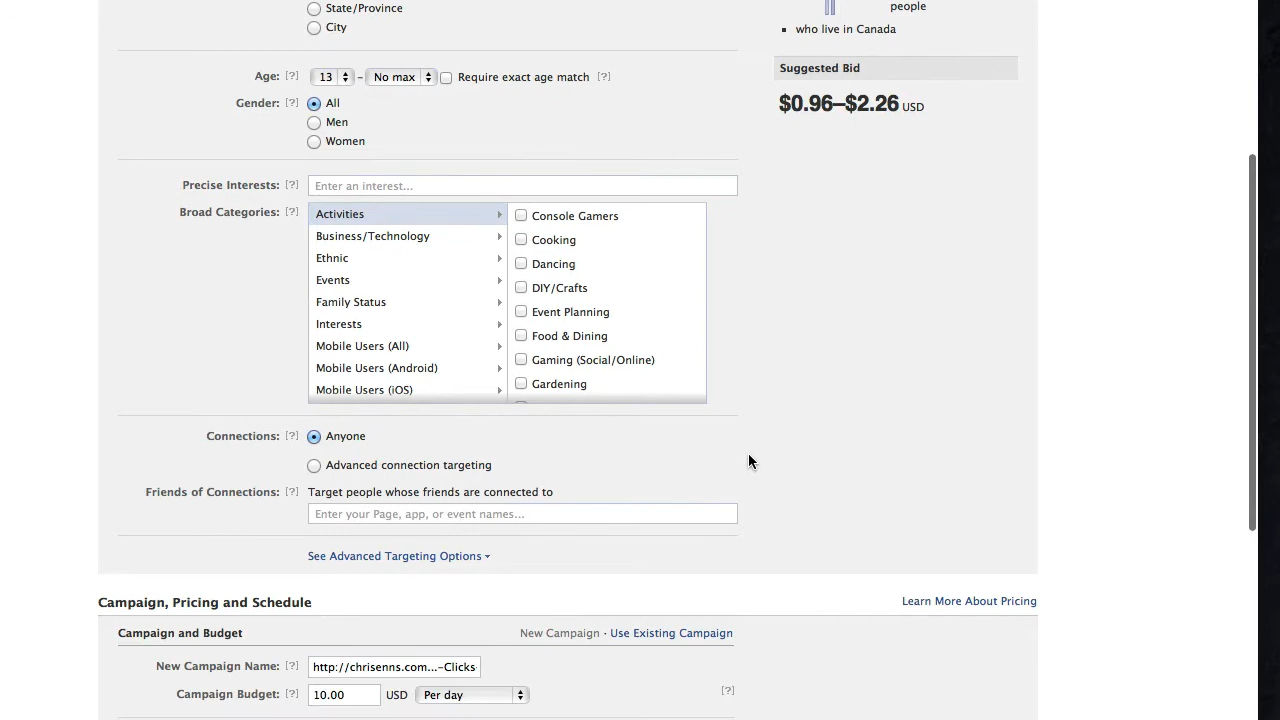 State/Province
City
people
who live in Canada
Suggested Bid
$0.96–$2.26 USD
Age: [?] 13 – No max Require exact age match [?]
Gender: [?] All
Men
Women
Precise Interests: [?] Enter an interest...
Broad Categories: [?]
Activities
Business/Technology
Ethnic
Events
Family Status
Interests
Mobile Users (All)
Mobile Users (Android)
Mobile Users (iOS)
Console Gamers
Cooking
Dancing
DIY/Crafts
Event Planning
Food & Dining
Gaming (Social/Online)
Gardening
Connections: [?] Anyone
Advanced connection targeting
Friends of Connections: [?] Target people whose friends are connected to
Enter your Page, app, or event names...
See Advanced Targeting Options
Campaign, Pricing and Schedule
Learn More About Pricing
Campaign and Budget
New Campaign · Use Existing Campaign
New Campaign Name: [?] http://chrisenns.com...-Clicks
Campaign Budget: [?] 10.00 USD Per day [?]